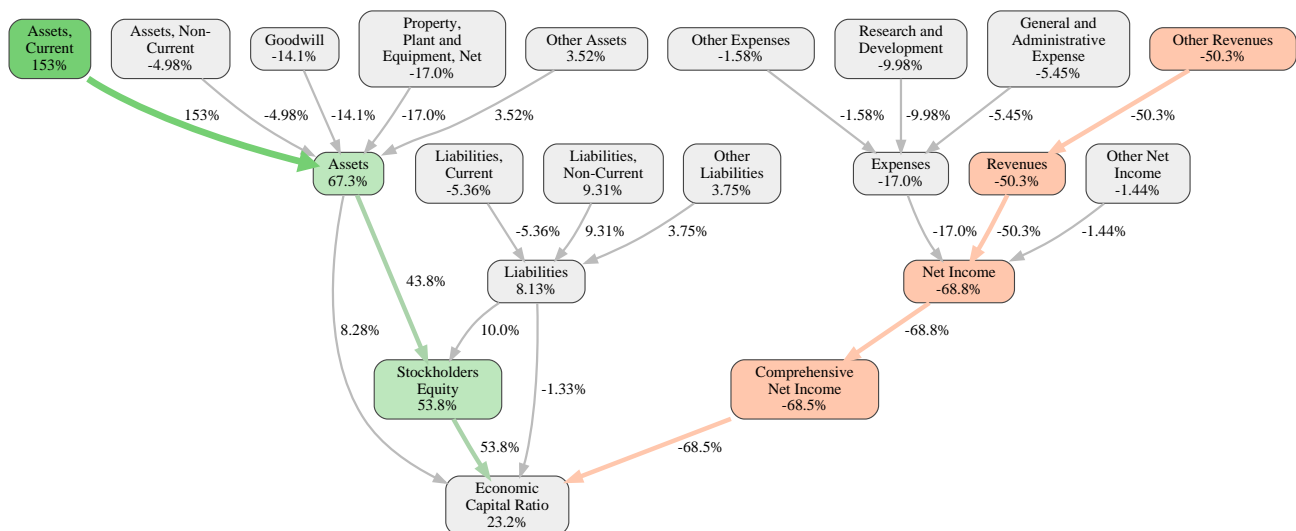 Assets,
Current
153%
Assets, Non-
Current
-4.98%
Goodwill
-14.1%
Property,
Plant and
Equipment, Net
-17.0%
Other Assets
3.52%
Other Expenses
-1.58%
Research and
Development
-9.98%
General and
Administrative
Expense
-5.45%
Other Revenues
-50.3%
153%
-4.98%
-14.1%
-17.0%
3.52%
-1.58%
-9.98%
-5.45%
-50.3%
Assets
67.3%
Liabilities,
Current
-5.36%
Liabilities,
Non-Current
9.31%
Other
Liabilities
3.75%
Expenses
-17.0%
Revenues
-50.3%
Other Net
Income
-1.44%
-5.36%
9.31%
3.75%
-17.0%
-50.3%
-1.44%
Liabilities
8.13%
Net Income
-68.8%
43.8%
8.28%
10.0%
-68.8%
Stockholders
Equity
53.8%
-1.33%
Comprehensive
Net Income
-68.5%
53.8%
-68.5%
Economic
Capital Ratio
23.2%